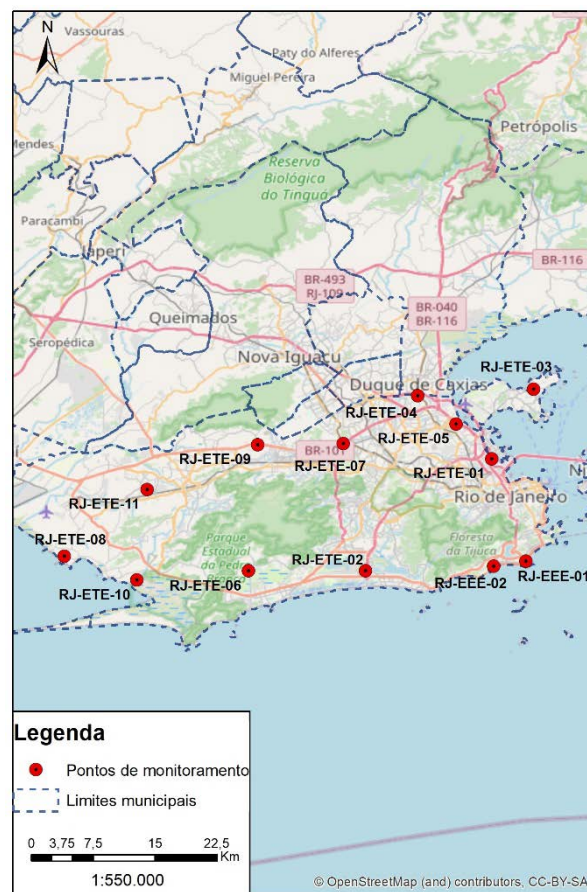 N
Vassouras
Paty do Alferes
Miguel Pereira
Petrópolis
Mendes
Reserva
Biológica
do Tinguá
Paracambi
Japeri
BR-116
BR-493
RJ-109
BR-040
BR-116
Queimados
Seropédica
Nova Iguaçu
RJ-ETE-03
Duque de Caxias
RJ-ETE-04
RJ-ETE-05
RJ-ETE-09
BR-101
RJ-ETE-07
RJ-ETE-01
Rio de Janeiro
RJ-ETE-11
RJ-ETE-08
Parque
Estadual
da Pedra
Floresta
da Tijuca
RJ-ETE-02
RJ-ETE-06
RJ-ETE-10
RJ-EEE-02
RJ-EEE-01
Legenda
Pontos de monitoramento
Limites municipais
0 3,75 7,5 15 22,5
Km
1:550.000
© OpenStreetMap (and) contributors, CC-BY-SA